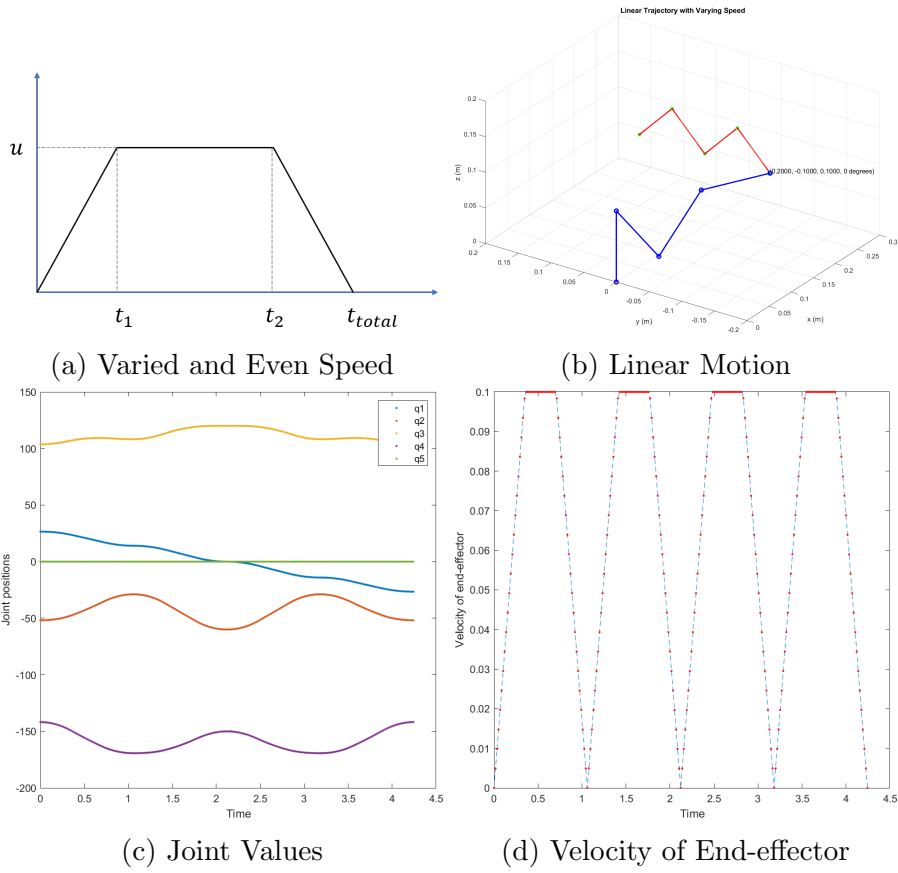 u
t1
t2
ttotal
(a) Varied and Even Speed
Linear Trajectory with Varying Speed
0.2
0.15
0.1
0.05
0
z (m)
(0.2000, -0.1000, 0.1000, 0 degrees)
0.2
0.15
0.1
0.05
0
-0.05
-0.1
-0.15
-0.2
y (m)
0
0.05
0.1
0.15
0.2
0.25
0.3
x (m)
(b) Linear Motion
150
100
50
0
-50
-100
-150
-200
Joint positions
q1
q2
q3
q4
q5
0 0.5 1 1.5 2 2.5 3 3.5 4 4.5
Time
(c) Joint Values
0.1
0.09
0.08
0.07
0.06
0.05
0.04
0.03
0.02
0.01
0
Velocity of end-effector
0 0.5 1 1.5 2 2.5 3 3.5 4 4.5
Time
(d) Velocity of End-effector